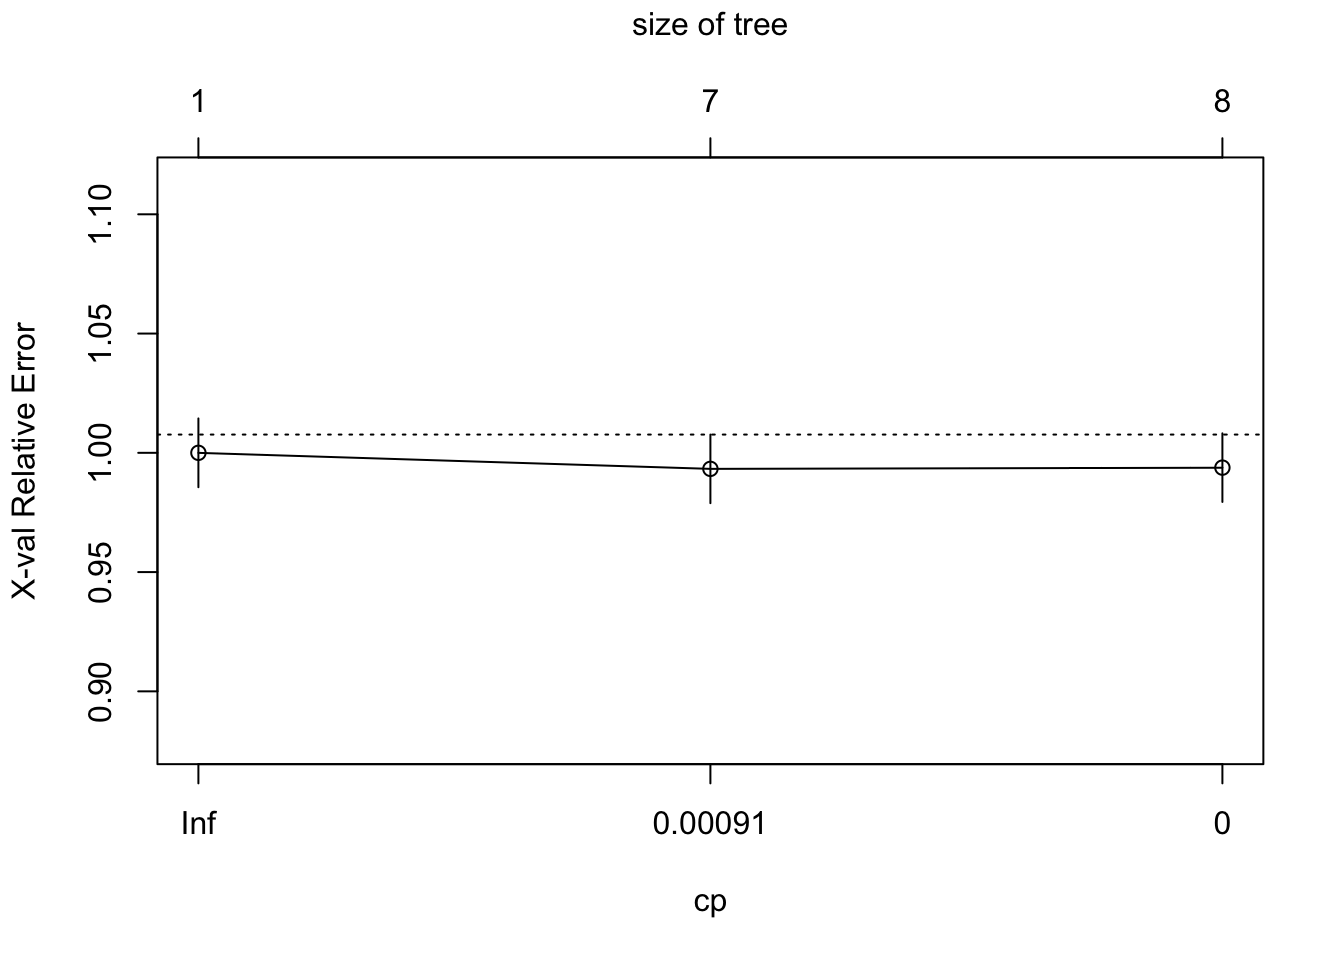 size of tree
1 7 8
1.10
1.05
1.00
0.95
0.90
X-val Relative Error
Inf 0.00091 0
cp